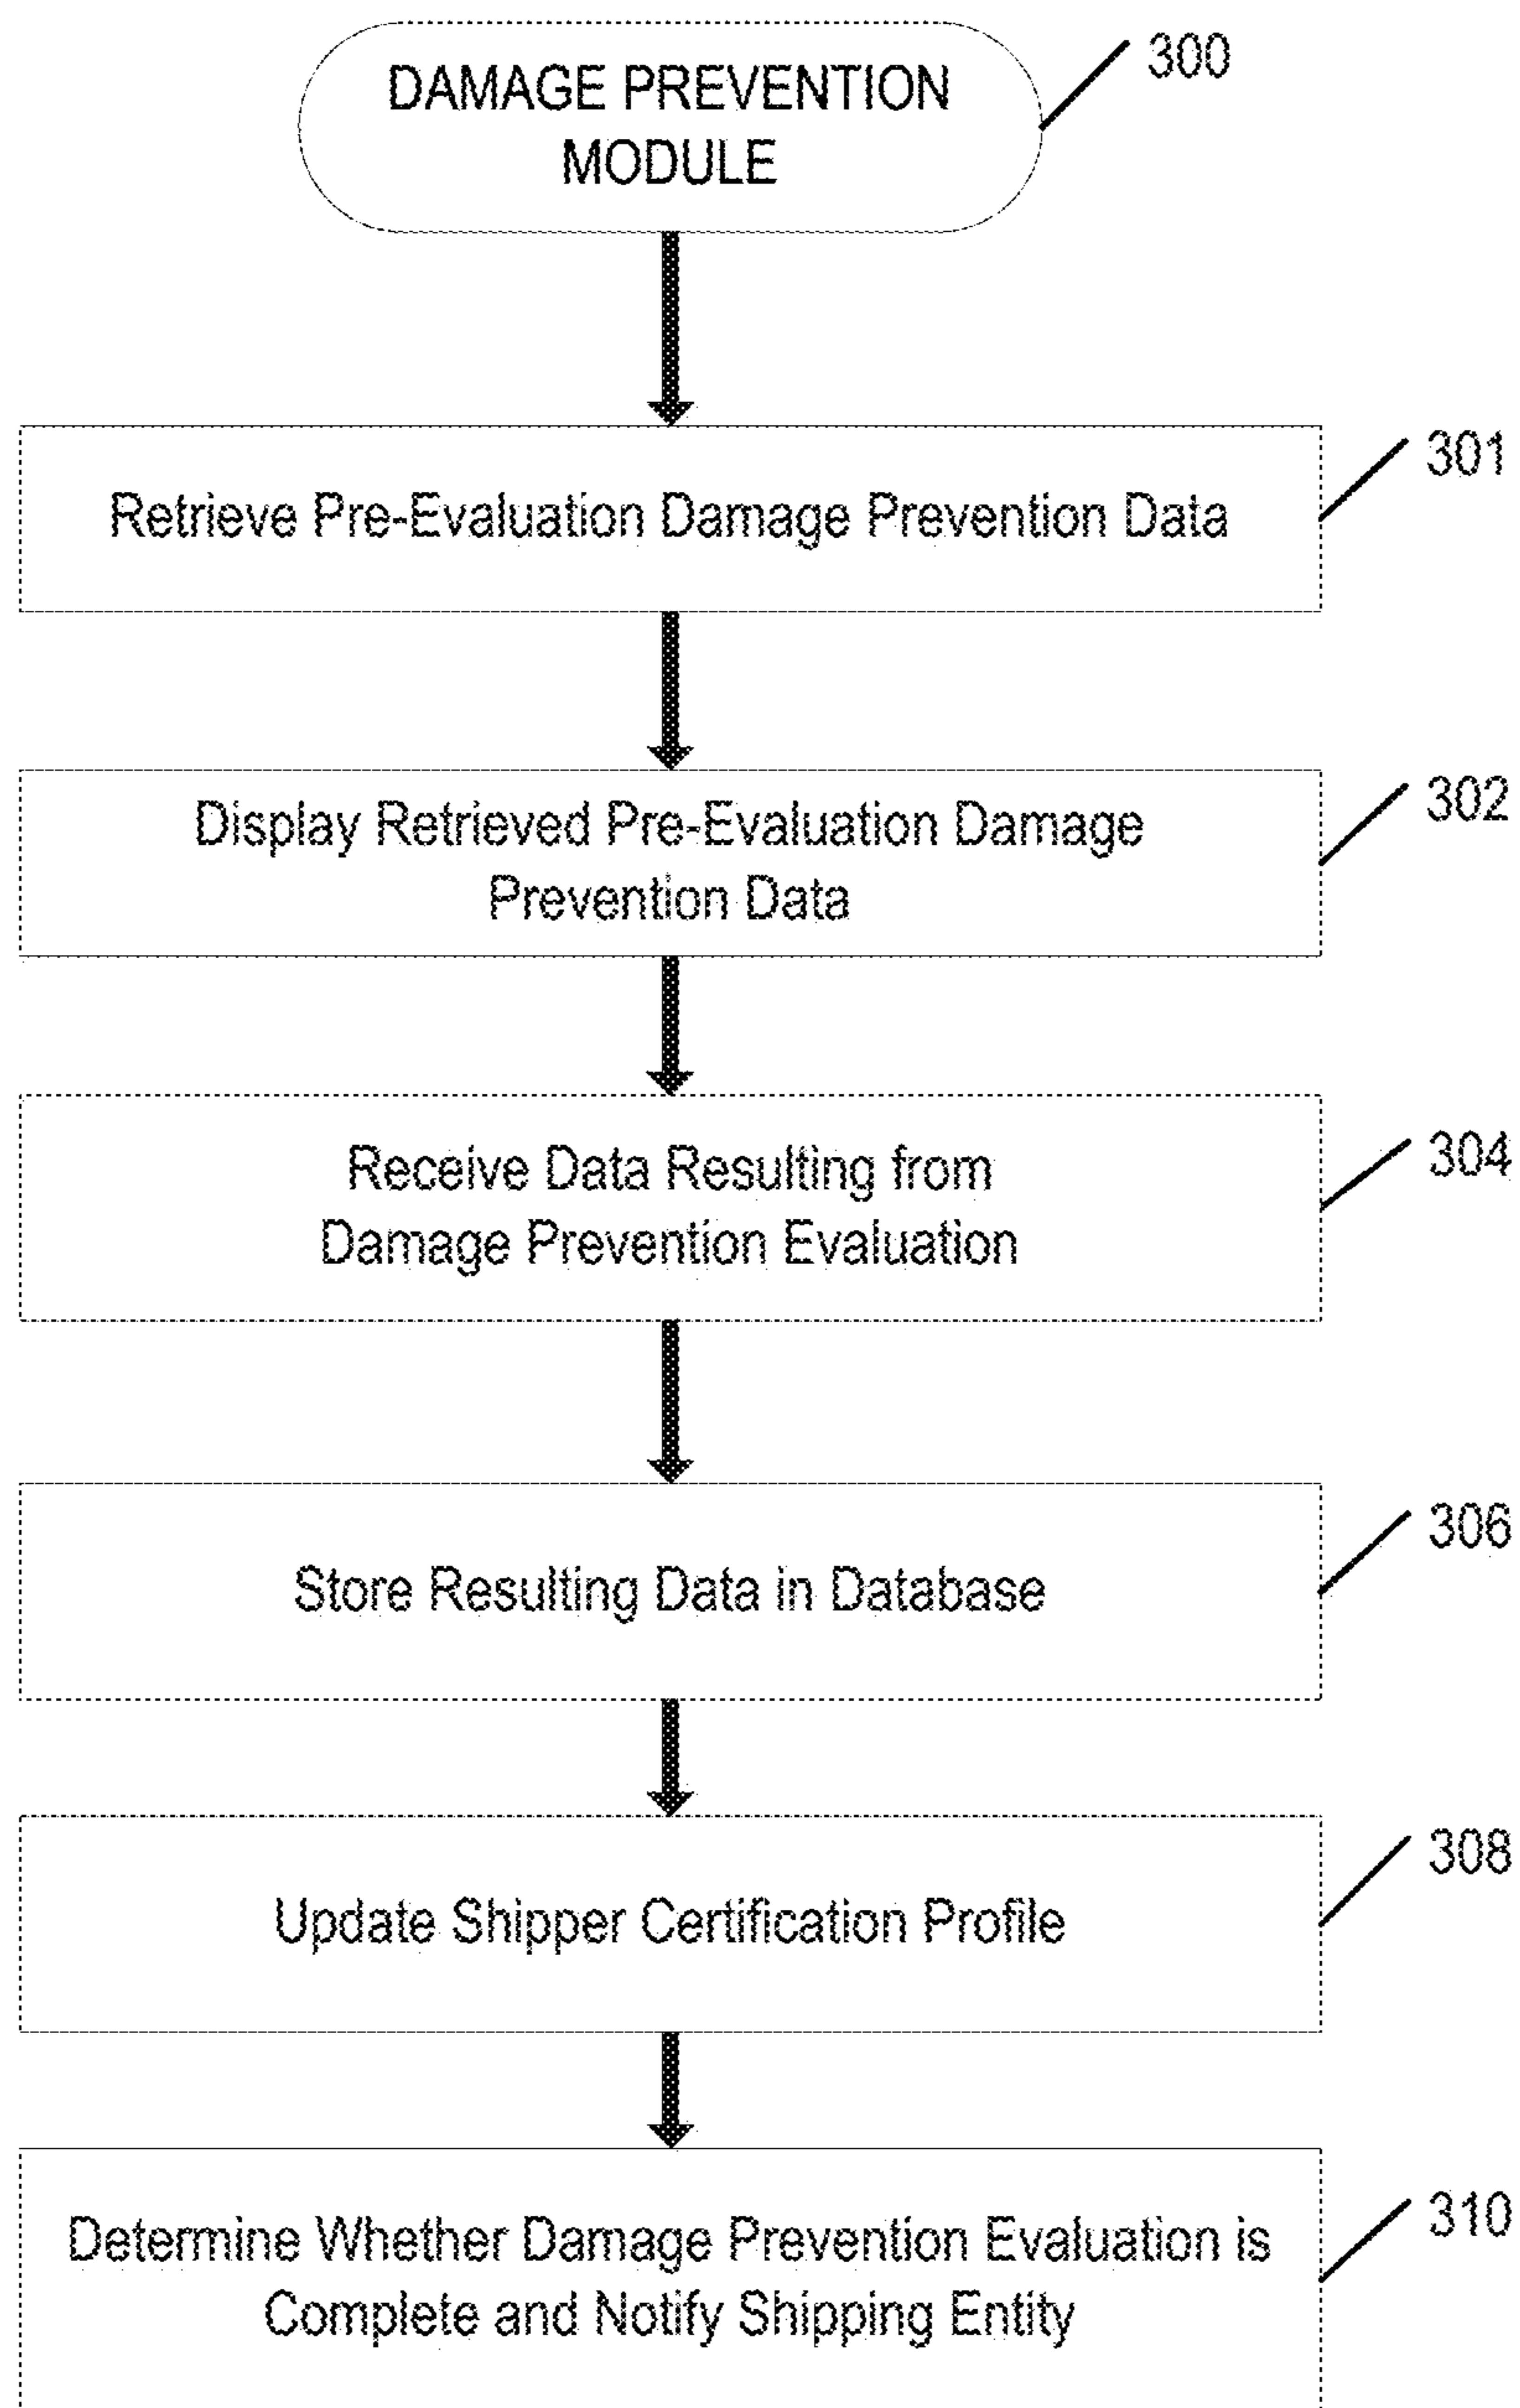 DAMAGE PREVENTION
MODULE
300
Retrieve Pre-Evaluation Damage Prevention Data
301
Display Retrieved Pre-Evaluation Damage
Prevention Data
302
Receive Data Resulting from
Damage Prevention Evaluation
304
Store Resulting Data in Database
306
Update Shipper Certification Profile
308
Determine Whether Damage Prevention Evaluation is
Complete and Notify Shipping Entity
310